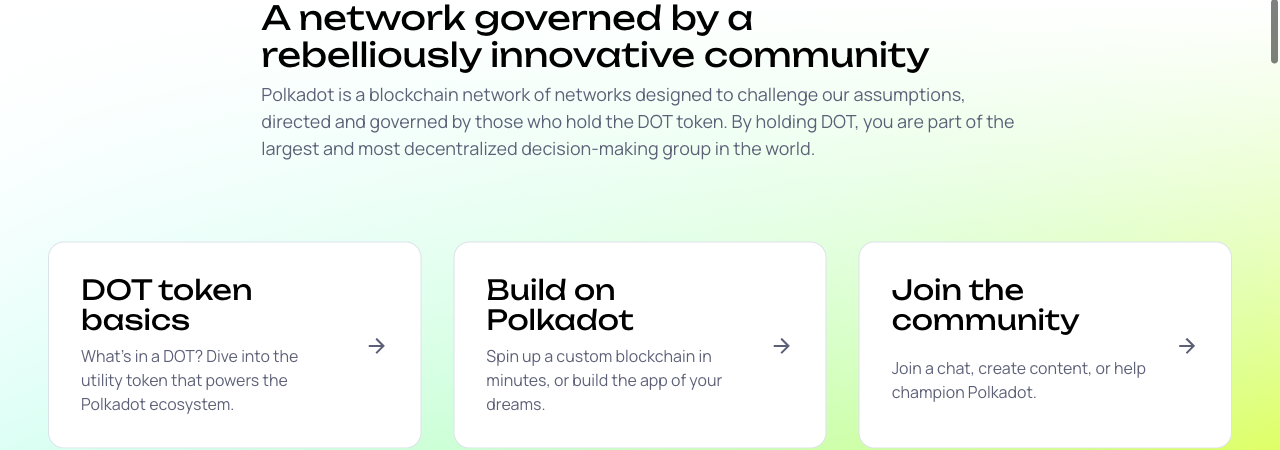 A network governed by a
rebelliously innovative community
Polkadot is a blockchain network of networks designed to challenge our assumptions,
directed and governed by those who hold the DOT token. By holding DOT, you are part of the
largest and most decentralized decision-making group in the world.
DOT token
basics
What's in a DOT? Dive into the
utility token that powers the
Polkadot ecosystem.
Build on
Polkadot
Spin up a custom blockchain in
minutes, or build the app of your
dreams.
Join the
community
Join a chat, create content, or help
champion Polkadot.